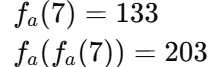 f_a(7) = 133
f_a(f_a(7)) = 203